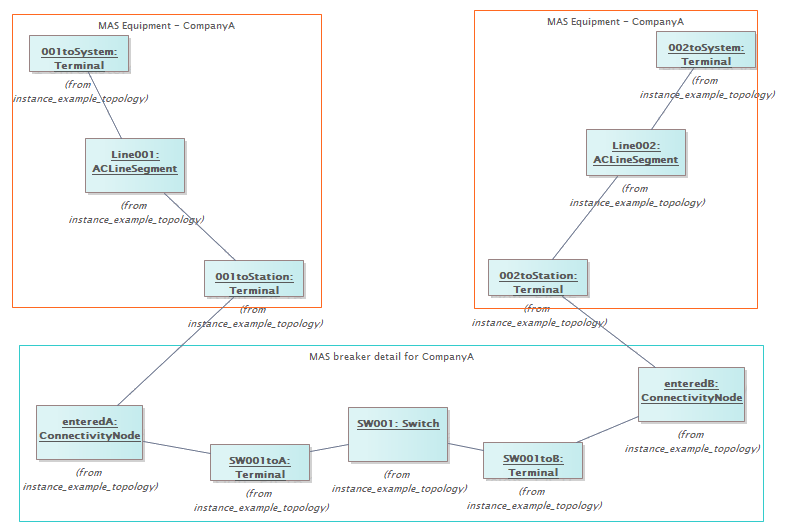 MAS Equipment - CompanyA
001toSystem:
Terminal
(from
instance_example_topology)
Line001:
ACLineSegment
(from
instance_example_topology)
001toStation:
Terminal
(from
instance_example_topology)
MAS Equipment - CompanyA
002toSystem:
Terminal
(from
instance_example_topology)
Line002:
ACLineSegment
(from
instance_example_topology)
002toStation:
Terminal
(from
instance_example_topology)
MAS breaker detail for CompanyA
enteredA:
ConnectivityNode
(from
instance_example_topology)
SW001toA:
Terminal
(from
instance_example_topology)
SW001: Switch
(from
instance_example_topology)
SW001toB:
Terminal
(from
instance_example_topology)
enteredB:
ConnectivityNode
(from
instance_example_topology)